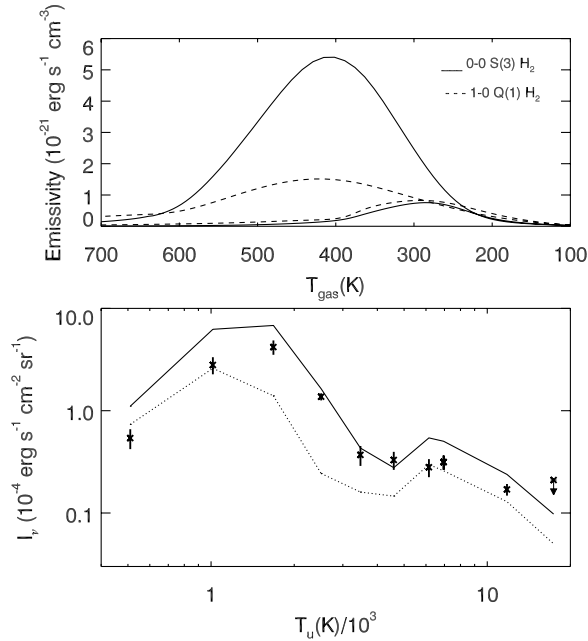 6
5
4
3
2
1
0
Emissivity (10⁻²¹ erg s⁻¹ cm⁻³)
0-0 S(3) H₂
1-0 Q(1) H₂
700 600 500 400 300 200 100
T_gas(K)
10.0
1.0
0.1
I_ν (10⁻⁴ erg s⁻¹ cm⁻² sr⁻¹)
1 10
T_u(K)/10³